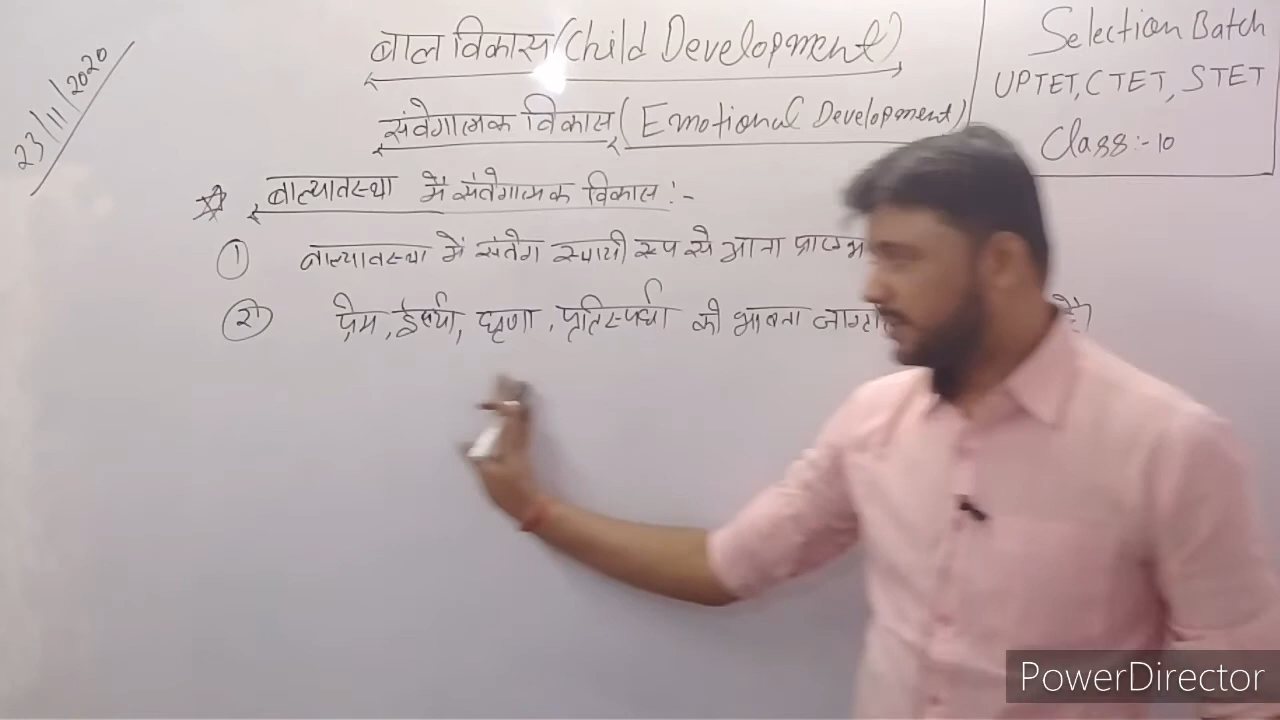 23/11/2020
बाल विकास (Child Development)
संवेगात्मक विकास (Emotional Development)
Selection Batch
UPTET, CTET, STET
Class:- 10
बाल्यावस्था में संवेगात्मक विकास :-
① बाल्यावस्था में संवेग स्थायी रूप से आना
② प्रेम, ईर्ष्या, घृणा, प्रतिस्पर्धा की भावना
PowerDirector